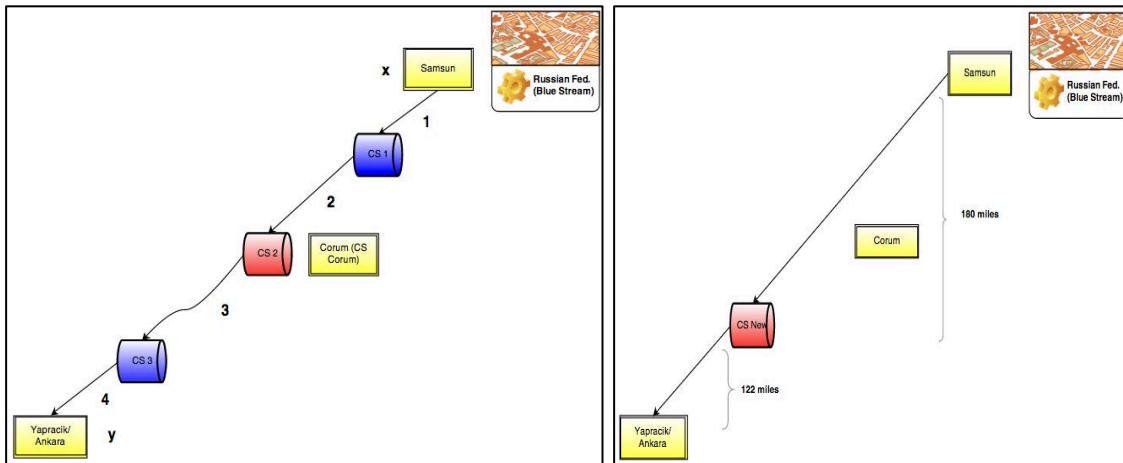 x
Samsun
Russian Fed.
(Blue Stream)
1
CS 1
2
CS 2
Corum (CS
Corum)
3
CS 3
4
Yapracik/
Ankara
y
Samsun
Russian Fed.
(Blue Stream)
180 miles
Corum
CS New
122 miles
Yapracik/
Ankara